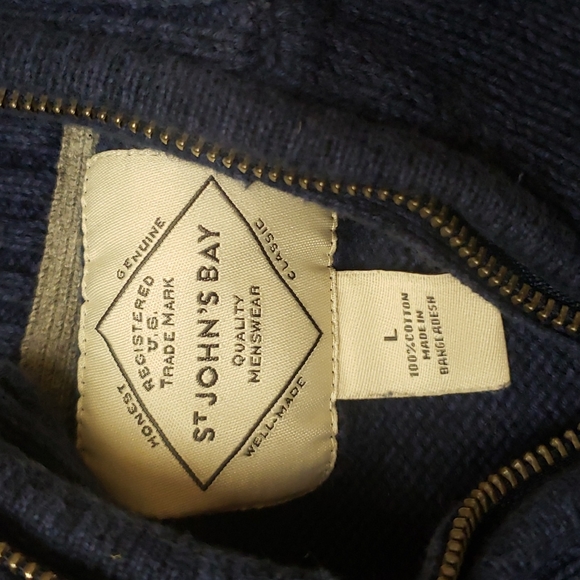 GENUINE
CLASSIC
REGISTERED
U.S.
TRADE MARK
ST JOHN'S BAY
QUALITY
MENSWEAR
HONEST
WELL-MADE
L
100% COTTON
MADE IN
BANGLADESH